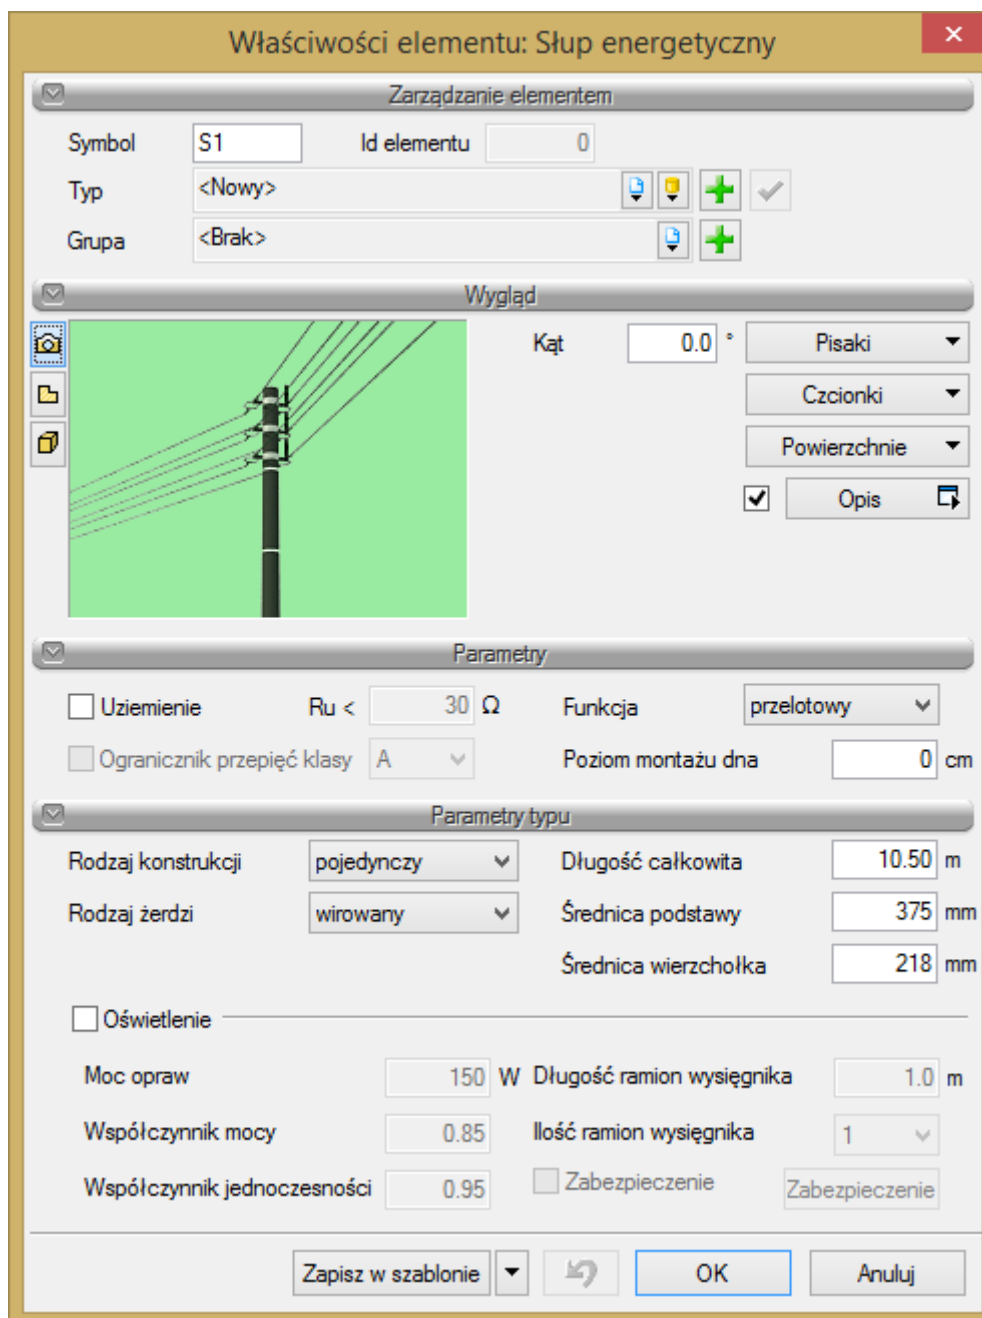 Właściwości elementu: Słup energetyczny
Zarządzanie elementem
Symbol S1 Id elementu 0
Typ <Nowy>
Grupa <Brak>
Wygląd
Kąt 0.0 ° Pisaki
Czcionki
Powierzchnie
Opis
Parametry
Uziemienie Ru < 30 Ω Funkcja przelotowy
Ogranicznik przepięć klasy A Poziom montażu dna 0 cm
Parametry typu
Rodzaj konstrukcji pojedynczy Długość całkowita 10.50 m
Rodzaj żerdzi wirowany Średnica podstawy 375 mm
Średnica wierzchołka 218 mm
Oświetlenie
Moc opraw 150 W Długość ramion wysięgnika 1.0 m
Współczynnik mocy 0.85 Ilość ramion wysięgnika 1
Współczynnik jednoczesności 0.95 Zabezpieczenie Zabezpieczenie
Zapisz w szablonie OK Anuluj